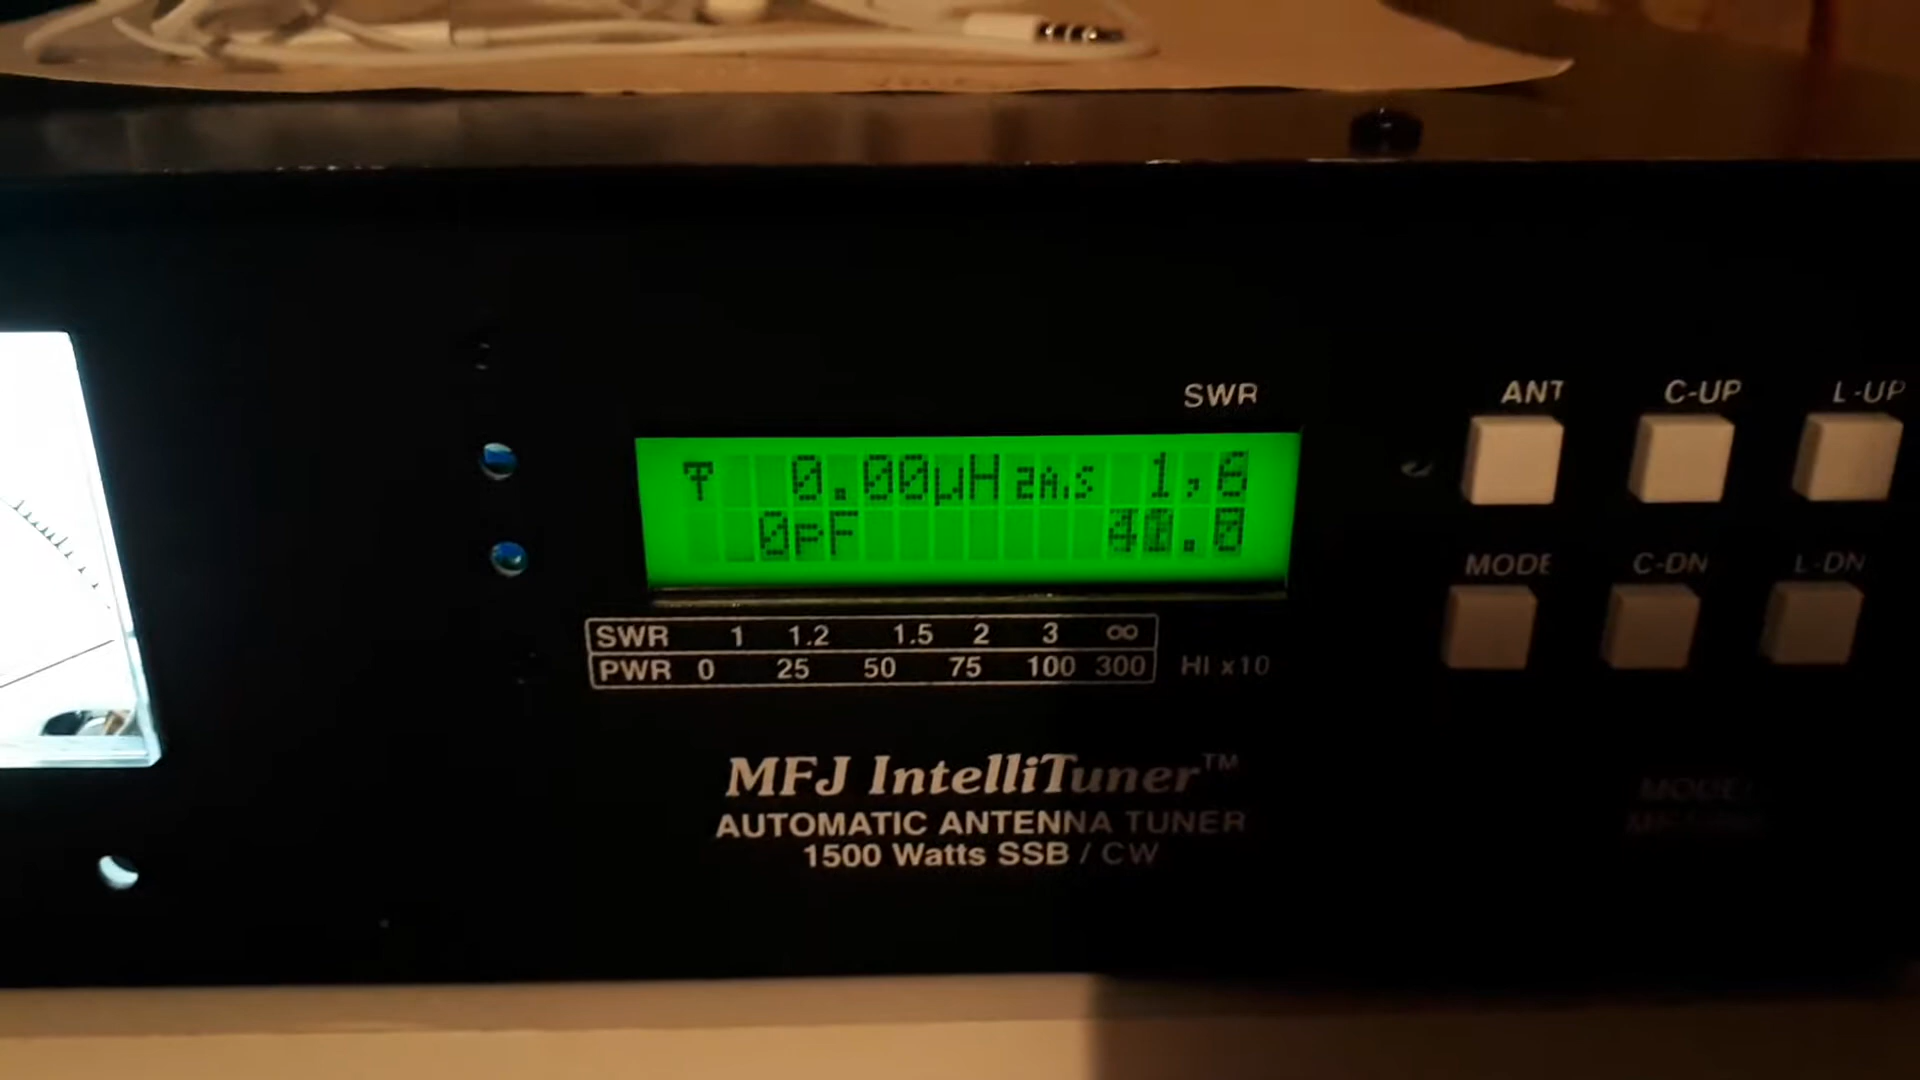 SWR
ANT C-UP L-UP
0.00µH 1,6
0pF
MODE C-DN L-DN
SWR 1 1.2 1.5 2 3 ∞
PWR 0 25 50 75 100 300 HI x10
MFJ IntelliTuner™
AUTOMATIC ANTENNA TUNER
1500 Watts SSB / CW